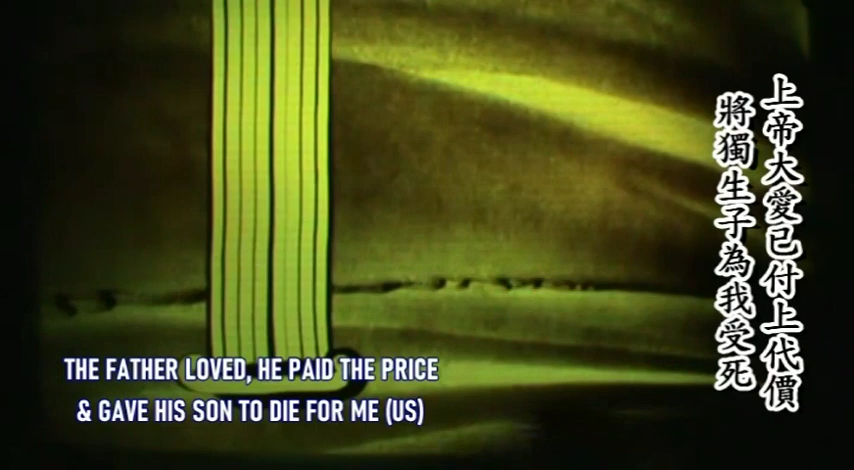 上帝大愛已付上代價
將獨生子為我受死
THE FATHER LOVED, HE PAID THE PRICE
& GAVE HIS SON TO DIE FOR ME (US)